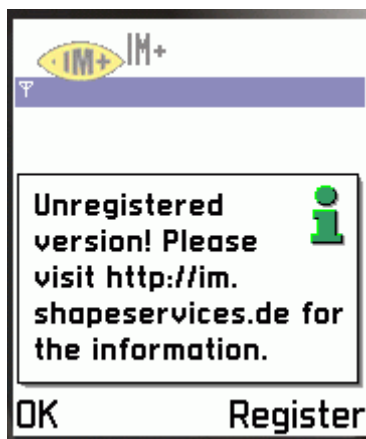 IM+
IM+
Unregistered
version! Please
visit http://im.
shapeservices.de for
the information.
OK
Register